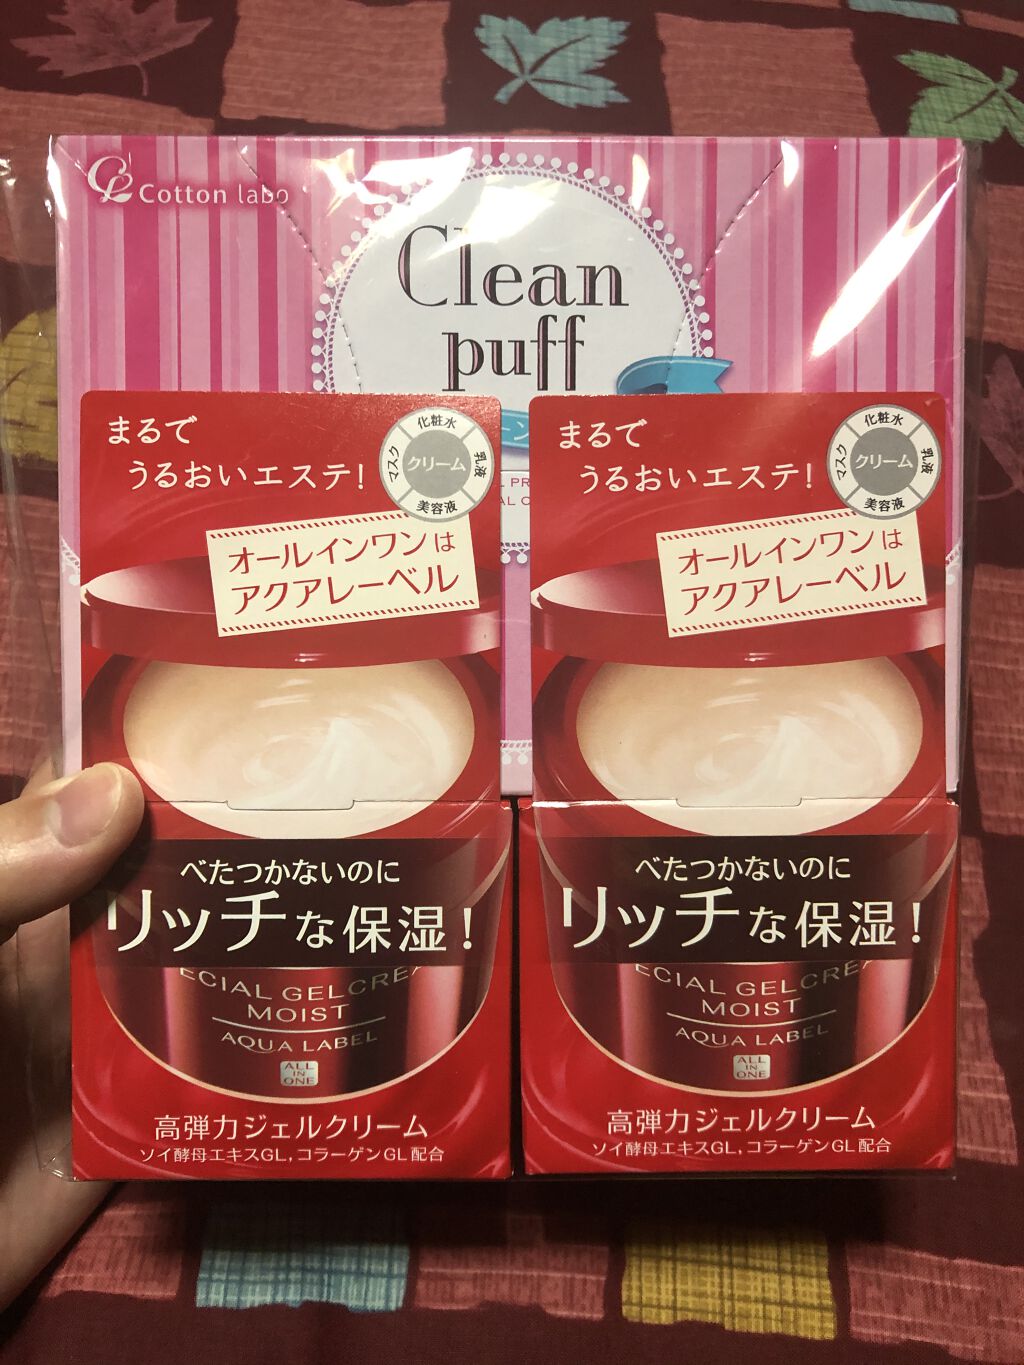 Cotton labo
Clean
puff
まるで
うるおいエステ!
化粧水
乳液
美容液
マスク
クリーム
オールインワンは
アクアレーベル
べたつかないのに
リッチな保湿!
ECIAL GEL CREA
MOIST
AQUA LABEL
ALL
IN
ONE
高弾力ジェルクリーム
ソイ酵母エキスGL,コラーゲンGL配合
まるで
うるおいエステ!
化粧水
乳液
美容液
マスク
クリーム
オールインワンは
アクアレーベル
べたつかないのに
リッチな保湿!
ECIAL GEL CREA
MOIST
AQUA LABEL
ALL
IN
ONE
高弾力ジェルクリーム
ソイ酵母エキスGL,コラーゲンGL配合